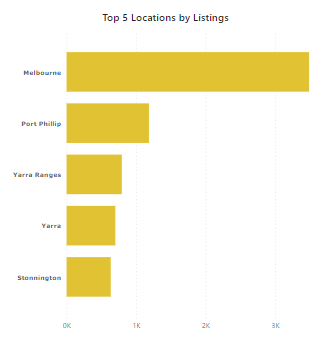 Top 5 Locations by Listings
Melbourne
Port Phillip
Yarra Ranges
Yarra
Stonnington
0K 1K 2K 3K